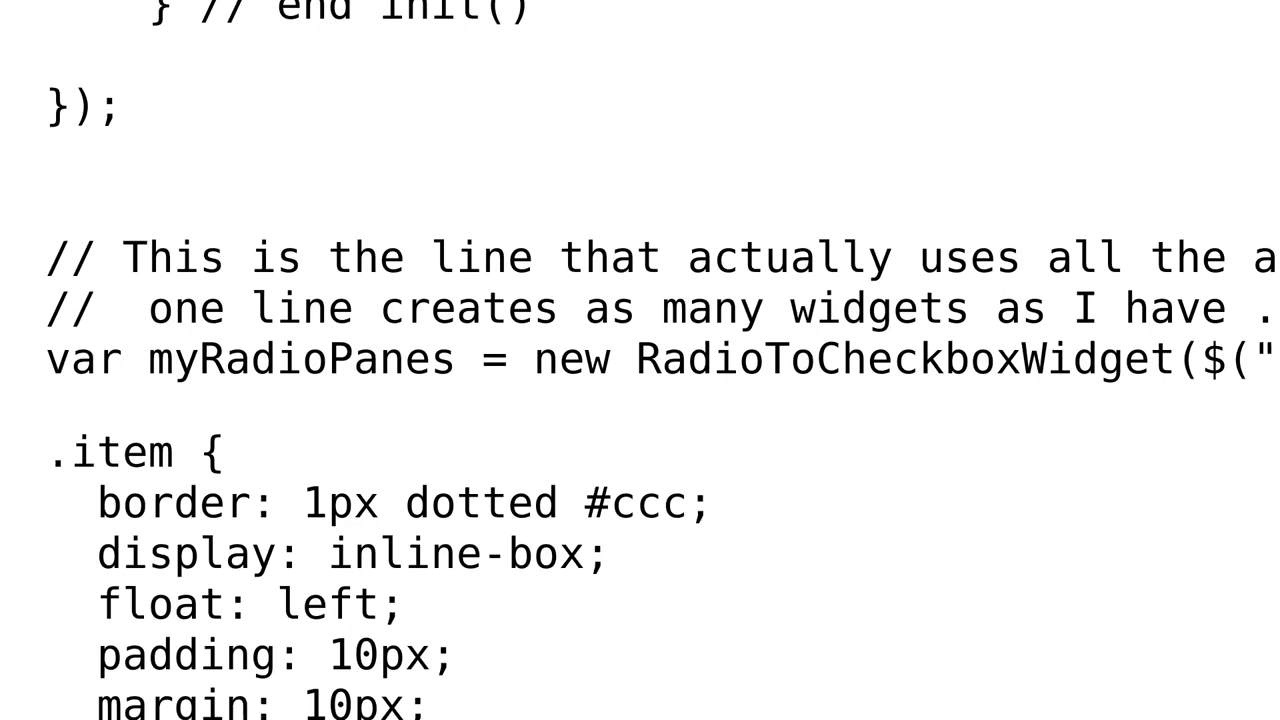 } // end init()
});
// This is the line that actually uses all the a
//  one line creates as many widgets as I have .
var myRadioPanes = new RadioToCheckboxWidget($("
.item {
  border: 1px dotted #ccc;
  display: inline-box;
  float: left;
  padding: 10px;
  margin: 10px;